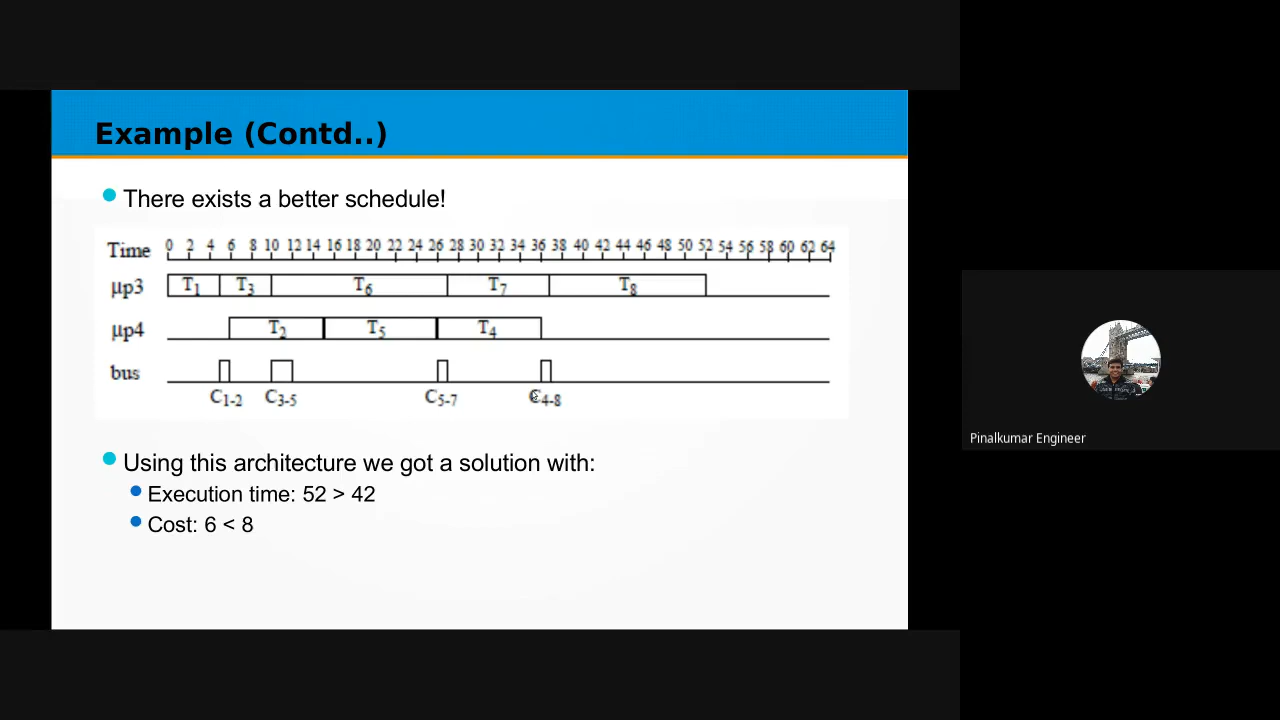 Example (Contd..)
There exists a better schedule!
Time 0 2 4 6 8 10 12 14 16 18 20 22 24 26 28 30 32 34 36 38 40 42 44 46 48 50 52 54 56 58 60 62 64
μp3 T1 T3 T6 T7 T8
μp4 T2 T5 T4
bus
C1-2 C3-5 C5-7 C4-8
Using this architecture we got a solution with:
Execution time: 52 > 42
Cost: 6 < 8
Pinalkumar Engineer